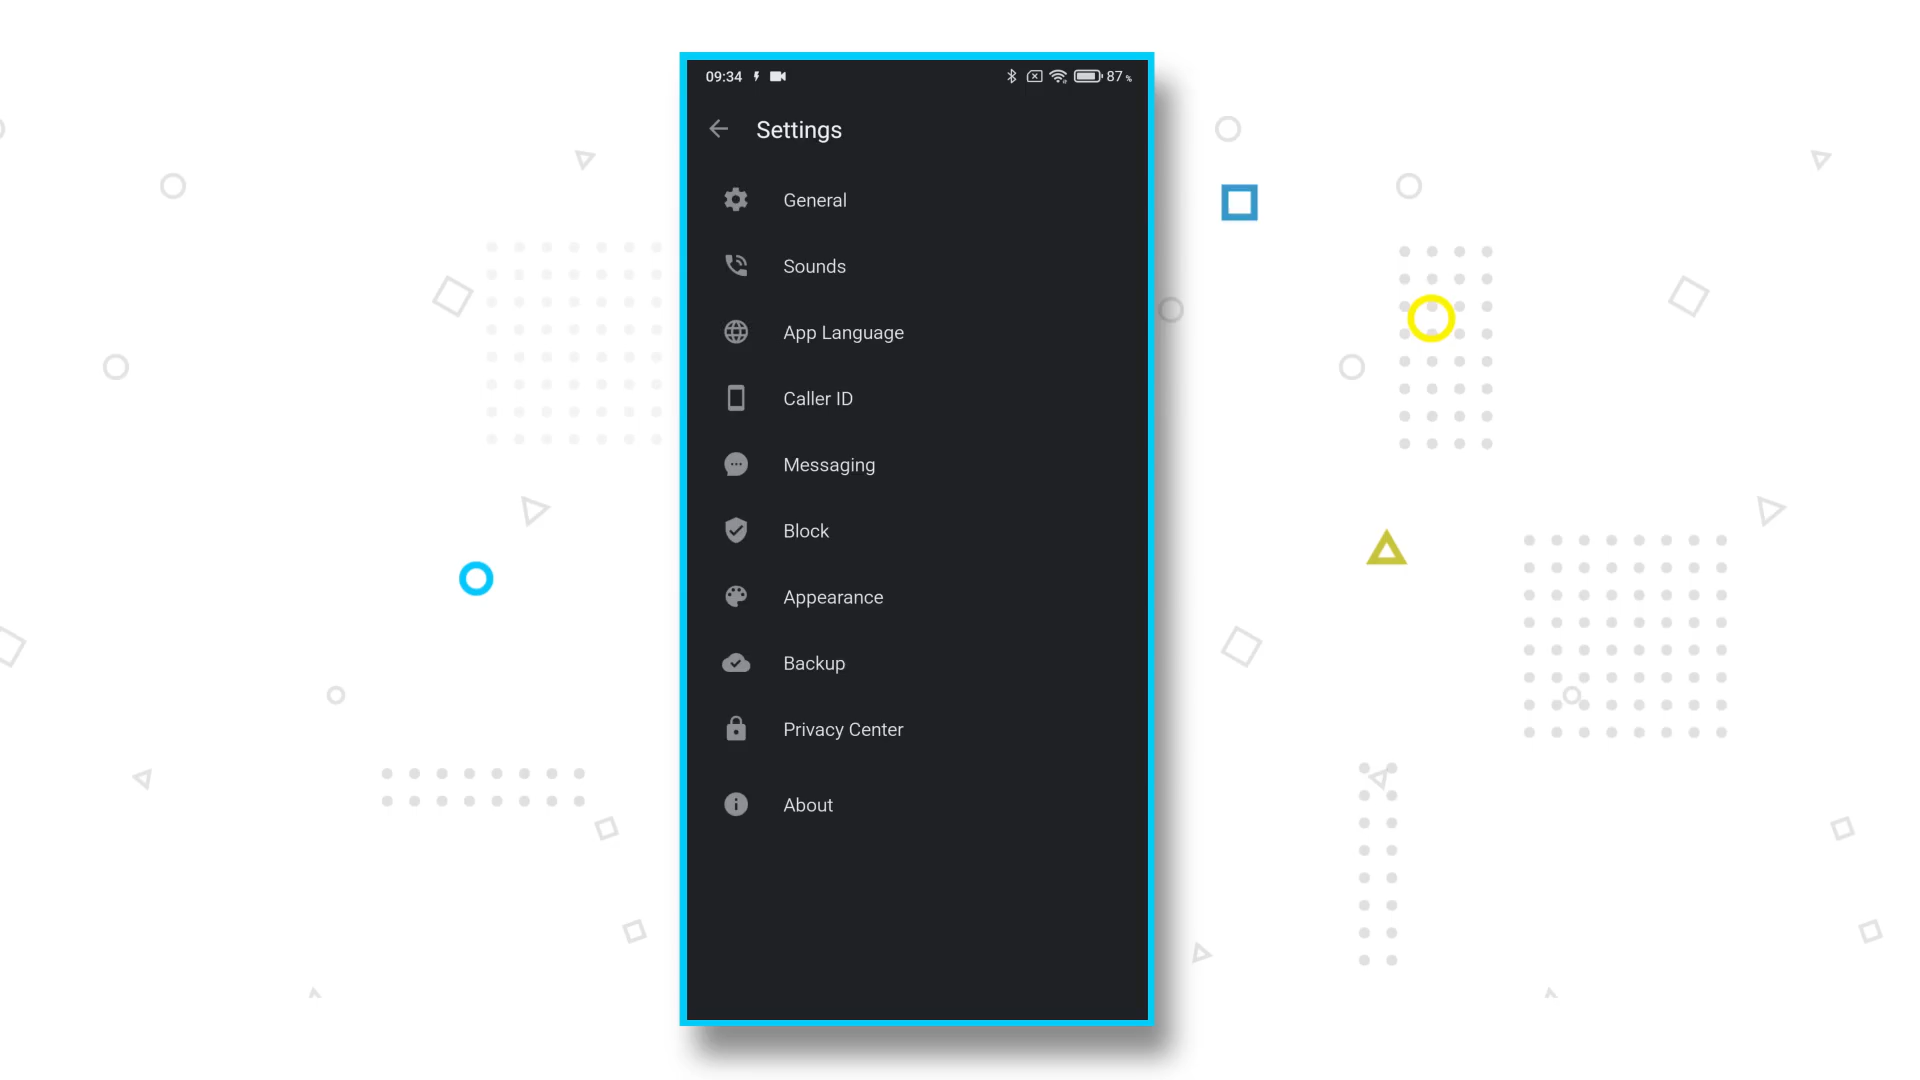 09:34 87 %
Settings
General
Sounds
App Language
Caller ID
Messaging
Block
Appearance
Backup
Privacy Center
About